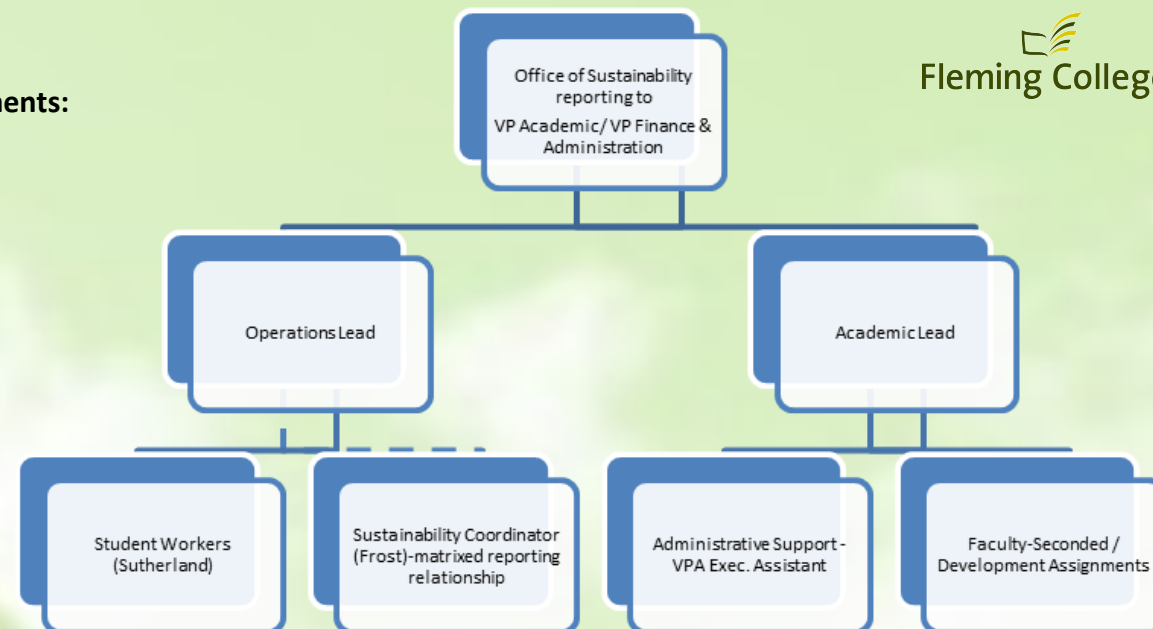 Office of Sustainability
reporting to
VP Academic/ VP Finance &
Administration
Fleming College
Operations Lead
Academic Lead
Student Workers
(Sutherland)
Sustainability Coordinator
(Frost)-matrixed reporting
relationship
Administrative Support -
VPA Exec. Assistant
Faculty-Seconded /
Development Assignments